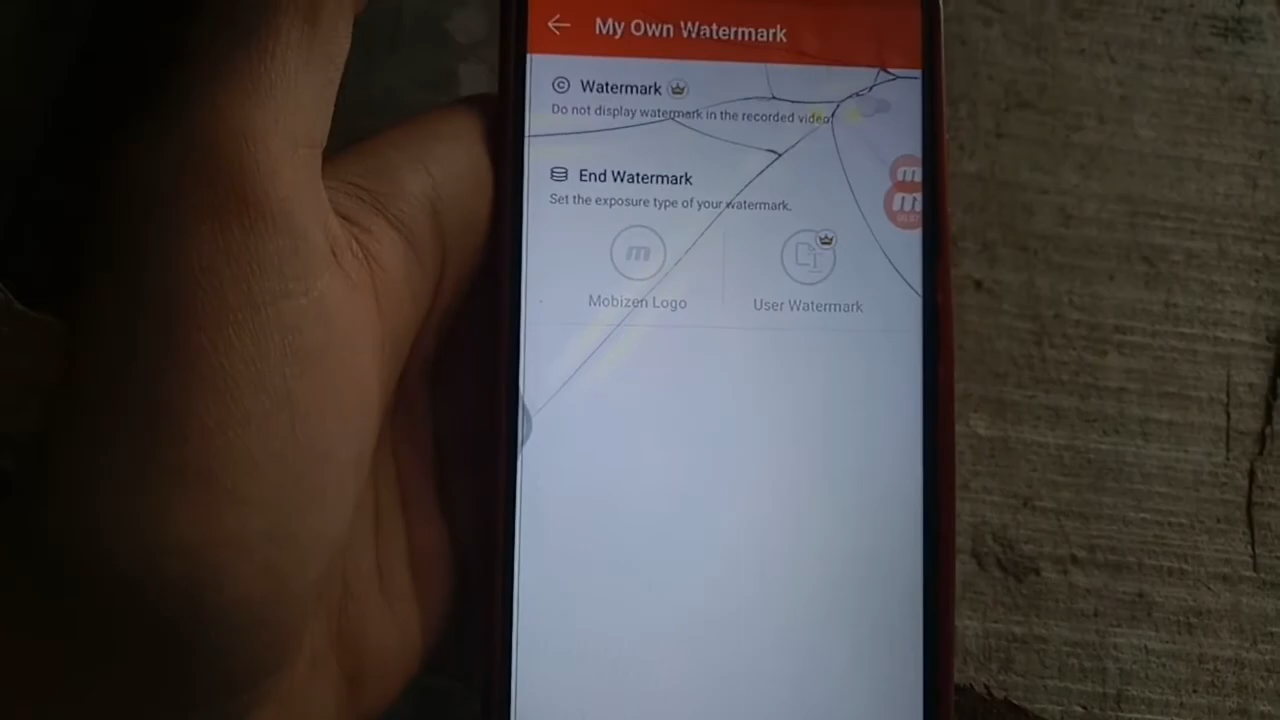 My Own Watermark
Watermark
Do not display watermark in the recorded video
End Watermark
Set the exposure type of your watermark.
Mobizen Logo
User Watermark